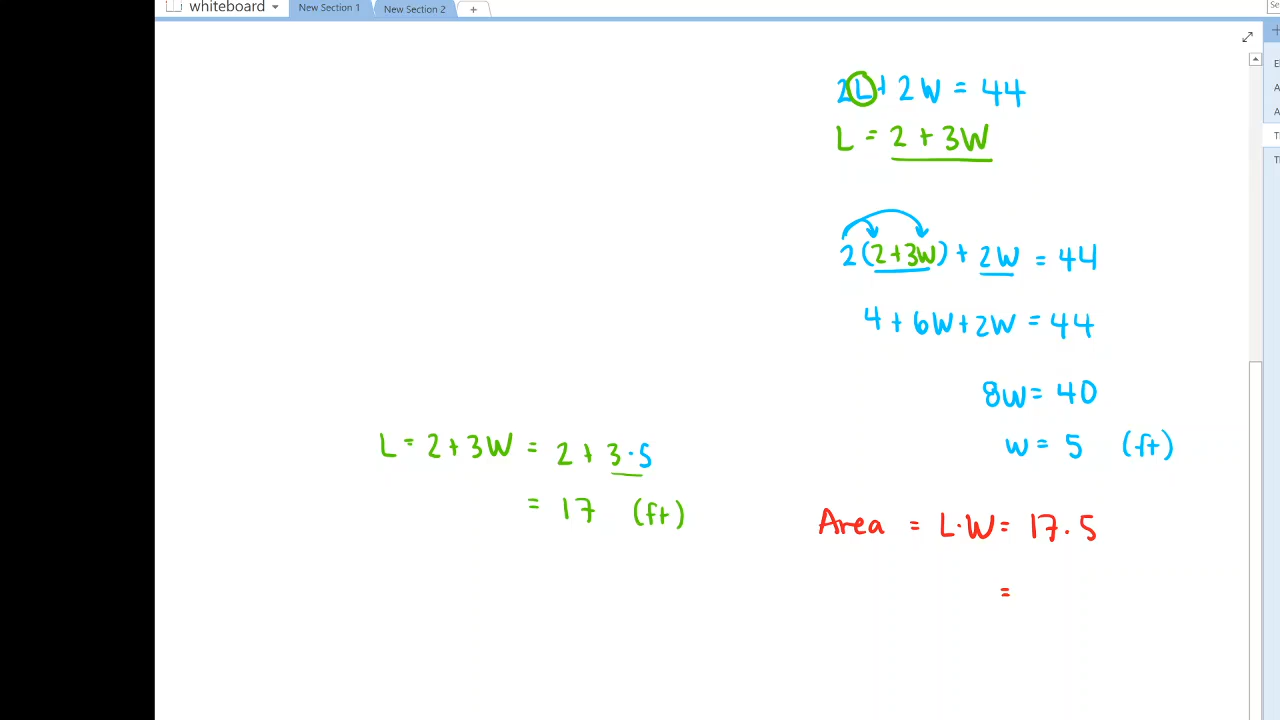 whiteboard
New Section 1
New Section 2
+
2L + 2W = 44
L = 2 + 3W
2(2+3W) + 2W = 44
4 + 6W + 2W = 44
8W = 40
w = 5 (ft)
L = 2 + 3W = 2 + 3·5
= 17 (ft)
Area = L·W = 17·5
=